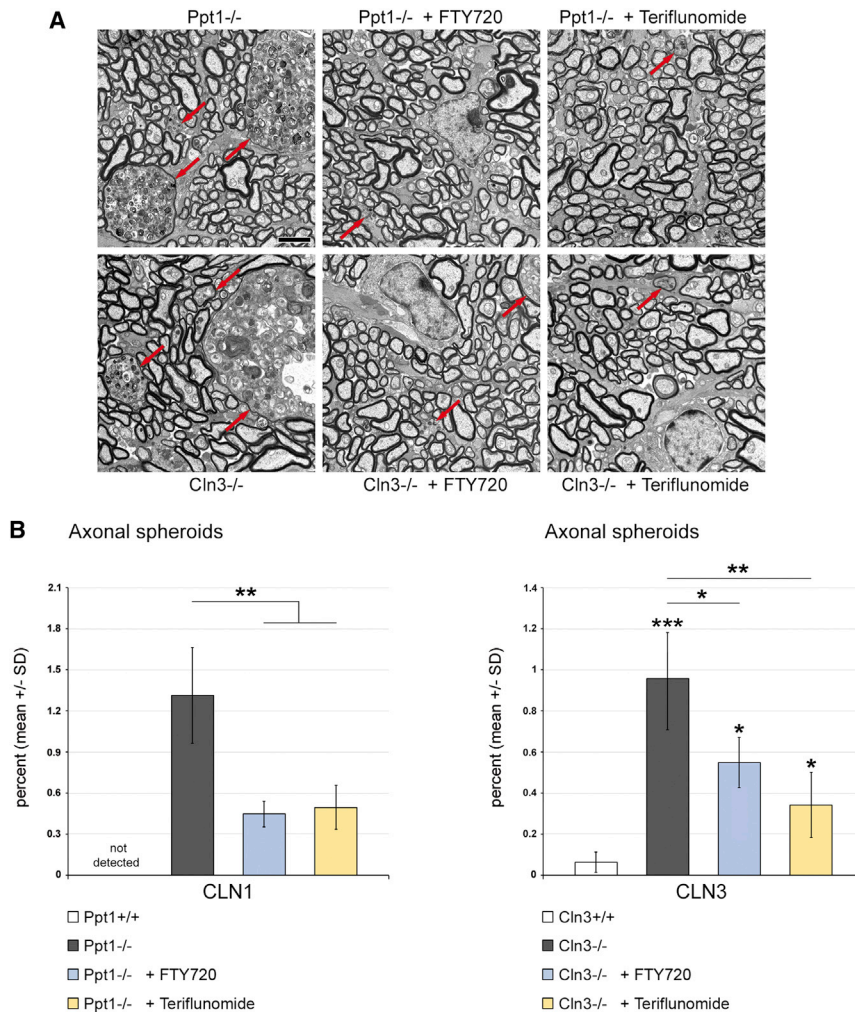 A
Ppt1-/-
Ppt1-/- + FTY720
Ppt1-/- + Teriflunomide
Cln3-/-
Cln3-/- + FTY720
Cln3-/- + Teriflunomide
B
Axonal spheroids
percent (mean +/- SD)
2.1
1.8
1.5
1.2
0.9
0.6
0.3
0
**
not
detected
CLN1
Ppt1+/+
Ppt1-/-
Ppt1-/- + FTY720
Ppt1-/- + Teriflunomide
Axonal spheroids
percent (mean +/- SD)
1.4
1.2
1
0.8
0.6
0.4
0.2
0
**
*
***
*
*
CLN3
Cln3+/+
Cln3-/-
Cln3-/- + FTY720
Cln3-/- + Teriflunomide